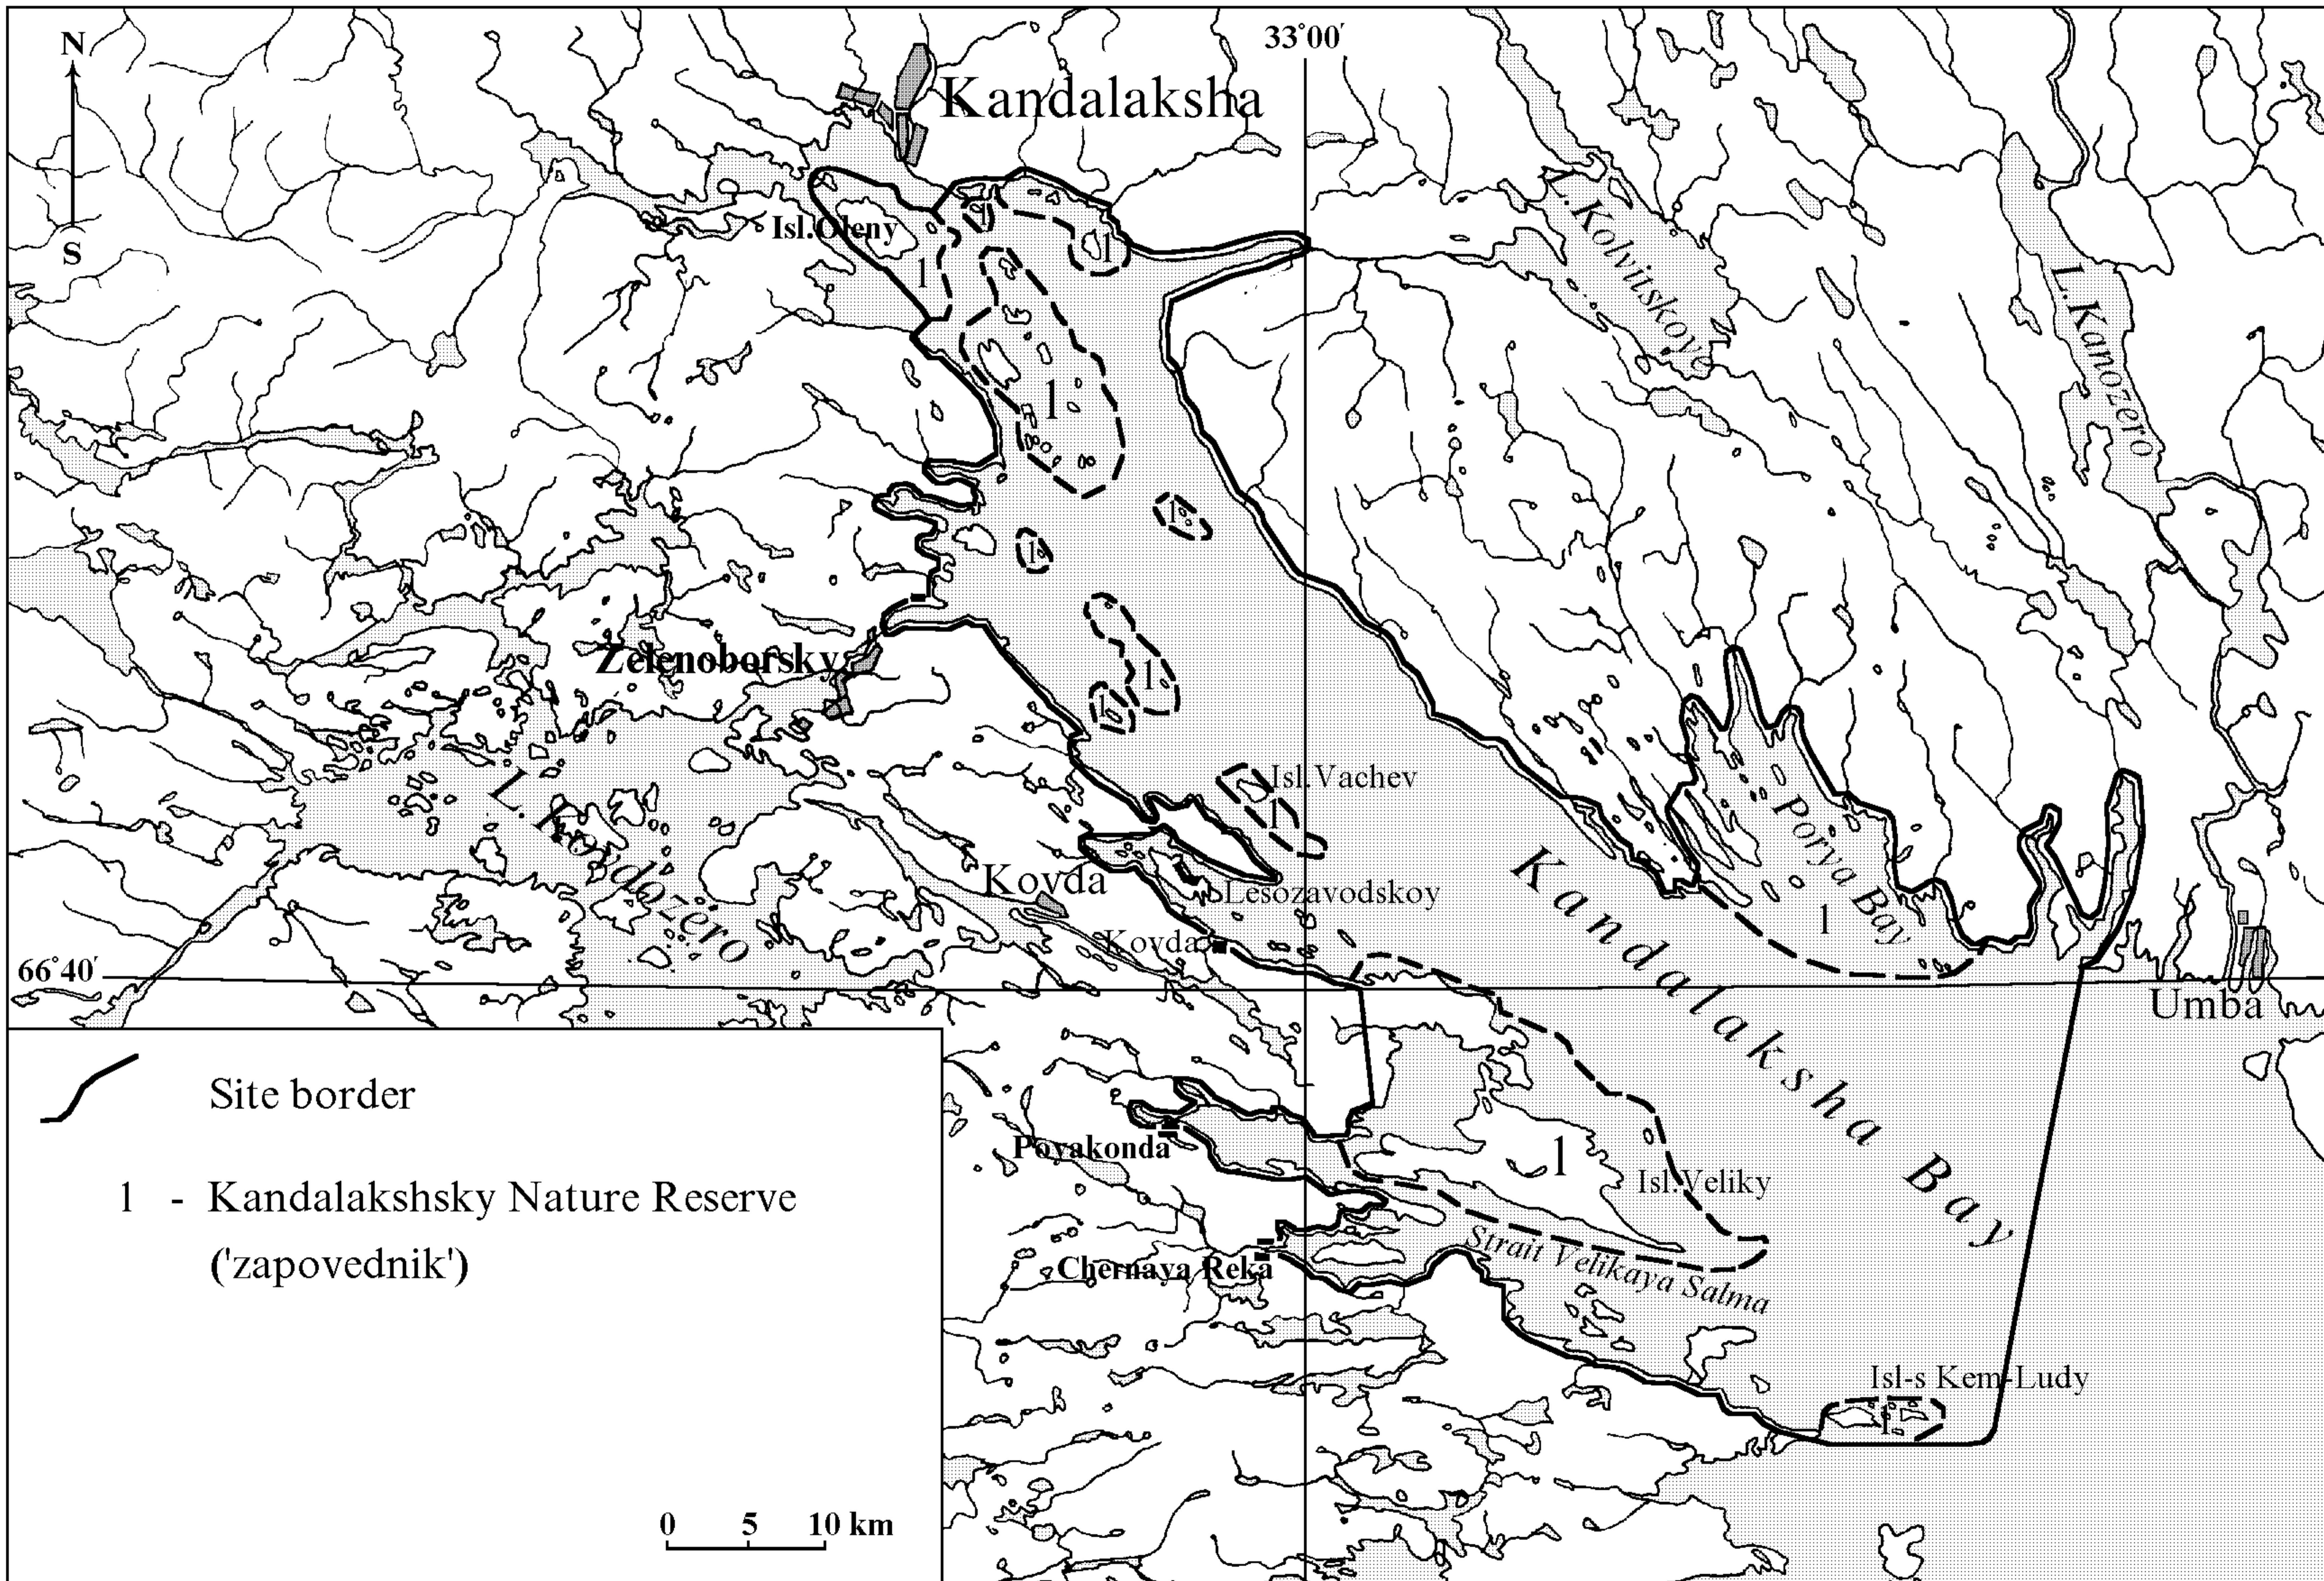 N
S
33°00′
Kandalaksha
Isl.Oleny
1
1
1
1
L.Kolvitskoye
L.Kanozero
1
1
Zelenoborsky
1
1
L. Kovdozero
Isl.Vachev
1
Porya Bay
1
Kovda
Lesozavodskoy
Kovda
Kandalaksha Bay
66°40′
Umba
Poyakonda
1
Isl.Veliky
Chernaya Reka
Strait Velikaya Salma
Isl-s Kem-Ludy
1
Site border
1 - Kandalakshsky Nature Reserve
('zapovednik')
0 5 10 km